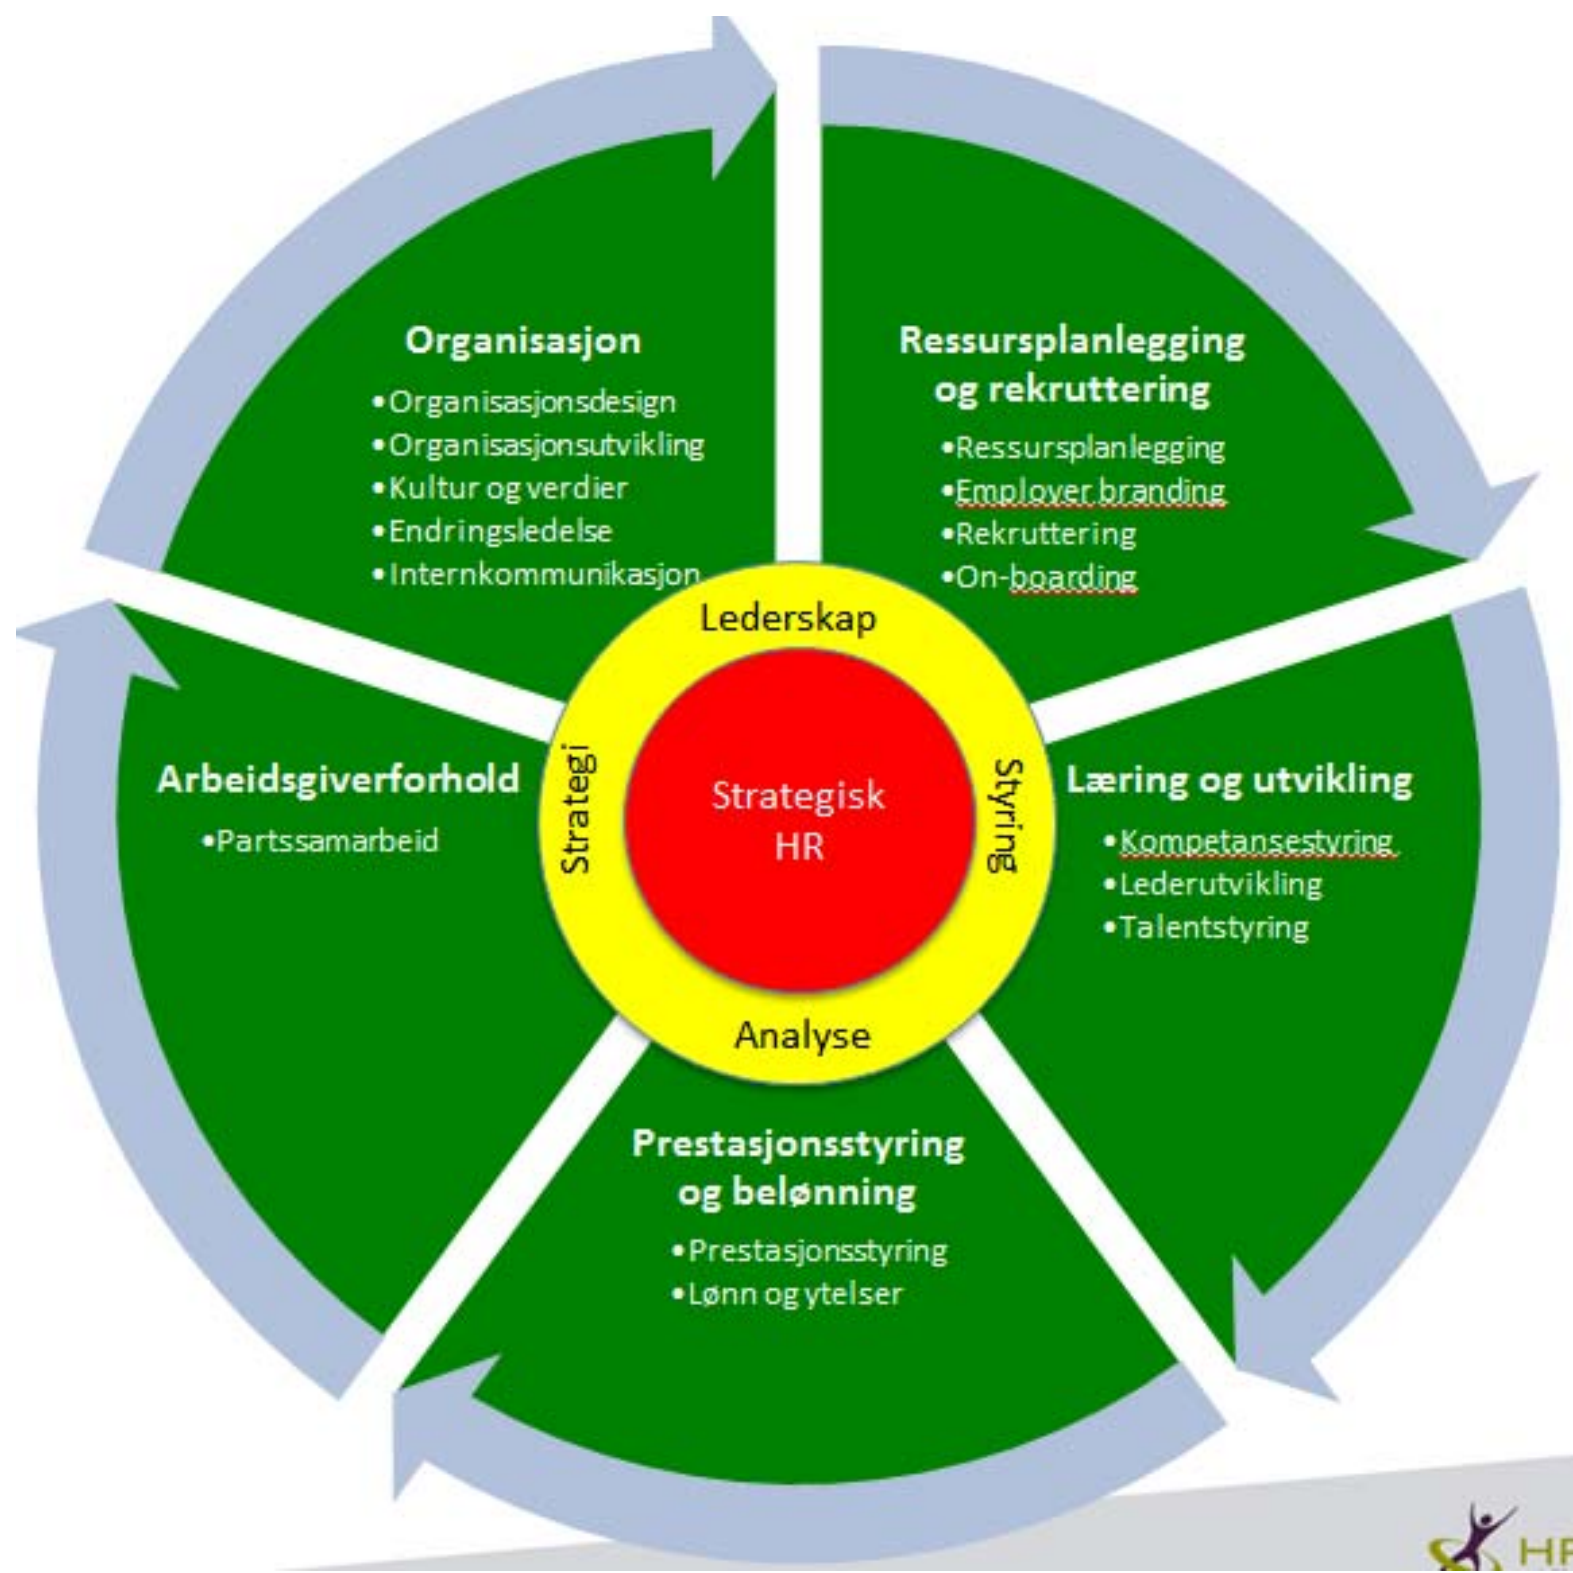 Organisasjon
•Organisasjonsdesign
•Organisasjonsutvikling
•Kultur og verdier
•Endringsledelse
•Internkommunikasjon
Ressursplanlegging
og rekruttering
•Ressursplanlegging
•Employer branding
•Rekruttering
•On-boarding
Læring og utvikling
•Kompetansestyring
•Lederutvikling
•Talentstyring
Prestasjonsstyring
og belønning
•Prestasjonsstyring
•Lønn og ytelser
Arbeidsgiverforhold
•Partssamarbeid
Lederskap
Styring
Analyse
Strategi
Strategisk
HR